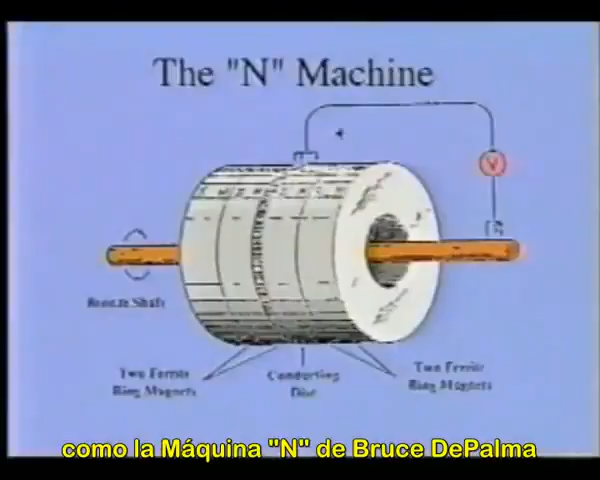 The "N" Machine
V
Bronze Shaft
Two Ferrite
Ring Magnets
Conducting
Disc
Two Ferrite
Ring Magnets
como la Máquina "N" de Bruce DePalma